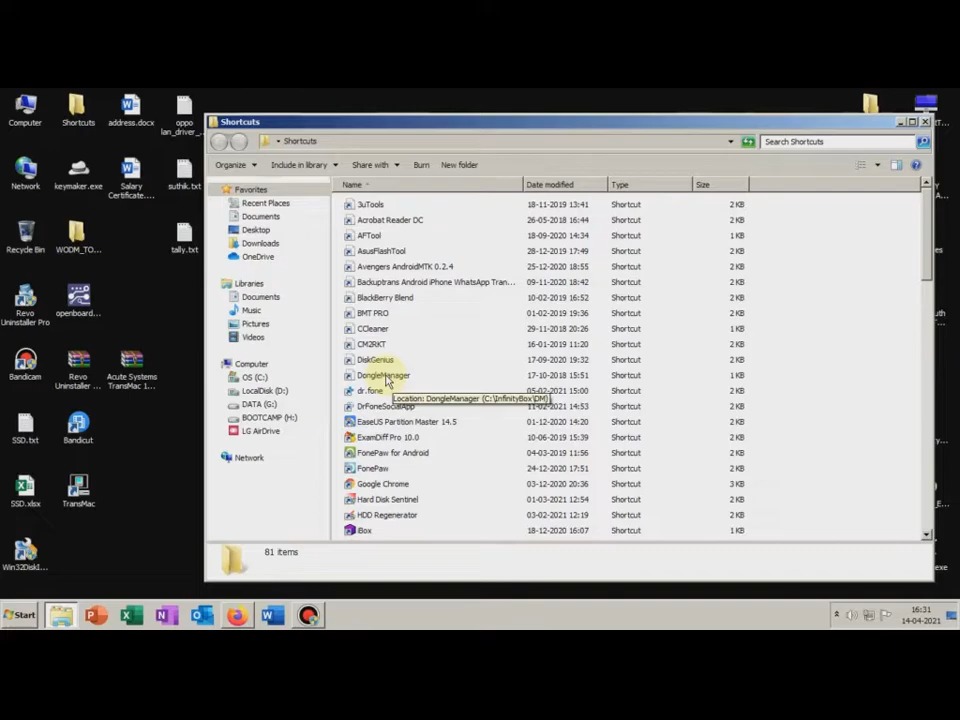 Computer
Shortcuts
address.docx
oppo
lan_driver_...
Network
keymaker.exe
Salary
Certificate....
suthik.txt
Recycle Bin
WODM_TO...
tally.txt
Revo
Uninstaller Pro
openboard...
Bandicam
Revo
Uninstaller ...
Acute Systems
TransMac ...
SSD.txt
Bandicut
SSD.xlsx
TransMac
Win32DiskI...
Shortcuts
Shortcuts
Search Shortcuts
Organize
Include in library
Share with
Burn
New folder
Favorites
Recent Places
Documents
Desktop
Downloads
OneDrive
Libraries
Documents
Music
Pictures
Videos
Computer
OS (C:)
LocalDisk (D:)
DATA (G:)
BOOTCAMP (H:)
LG AirDrive
Network
Name Date modified Type Size
3uTools 18-11-2019 13:41 Shortcut 2 KB
Acrobat Reader DC 26-05-2018 16:44 Shortcut 2 KB
AFTool 18-09-2020 14:34 Shortcut 1 KB
AsusFlashTool 28-12-2019 17:49 Shortcut 2 KB
Avengers AndroidMTK 0.2.4 25-12-2020 18:55 Shortcut 2 KB
Backuptrans Android iPhone WhatsApp Tran... 09-11-2020 18:42 Shortcut 2 KB
BlackBerry Blend 10-02-2019 16:52 Shortcut 2 KB
BMT PRO 01-02-2019 19:36 Shortcut 2 KB
CCleaner 29-11-2018 20:26 Shortcut 1 KB
CM2RKT 16-01-2019 11:20 Shortcut 2 KB
DiskGenius 17-09-2020 19:32 Shortcut 2 KB
DongleManager 17-10-2018 15:51 Shortcut 1 KB
dr.fone 05-02-2021 15:00 Shortcut 2 KB
Location: DongleManager (C:\InfinityBox\DM)
DrFoneSocialApp 11-02-2021 14:53 Shortcut 2 KB
EaseUS Partition Master 14.5 01-12-2020 14:20 Shortcut 2 KB
ExamDiff Pro 10.0 10-06-2019 15:39 Shortcut 2 KB
FonePaw for Android 04-03-2019 11:56 Shortcut 2 KB
FonePaw 24-12-2020 17:51 Shortcut 2 KB
Google Chrome 03-12-2020 20:36 Shortcut 3 KB
Hard Disk Sentinel 01-03-2021 12:54 Shortcut 2 KB
HDD Regenerator 03-02-2021 12:19 Shortcut 2 KB
iBox 18-12-2020 16:07 Shortcut 1 KB
81 items
Start
16:31
14-04-2021